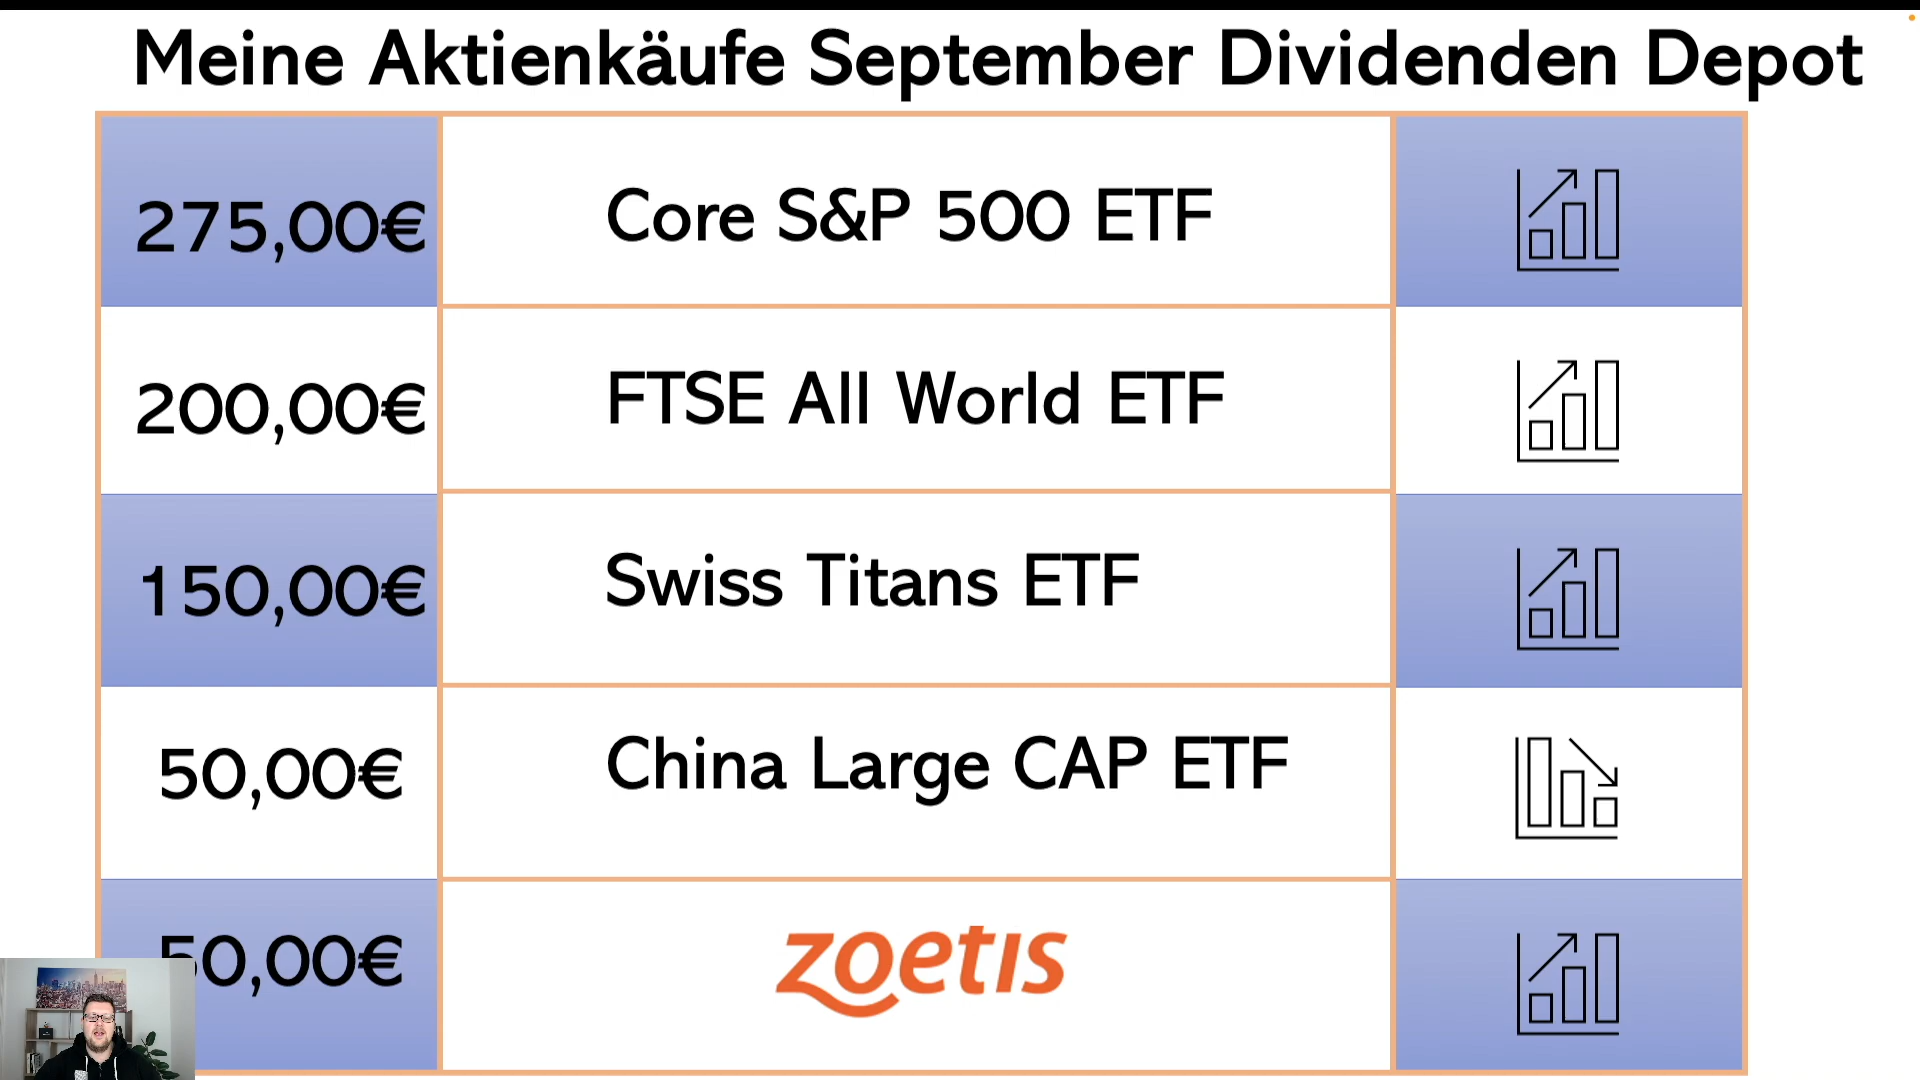 Meine Aktienkäufe September Dividenden Depot
275,00€ Core S&P 500 ETF
200,00€ FTSE All World ETF
150,00€ Swiss Titans ETF
50,00€ China Large CAP ETF
50,00€ zoetis